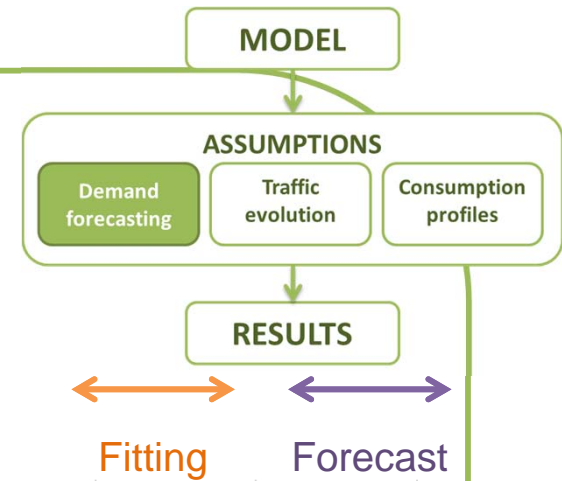 MODEL
ASSUMPTIONS
Demand
forecasting
Traffic
evolution
Consumption
profiles
RESULTS
Fitting
Forecast